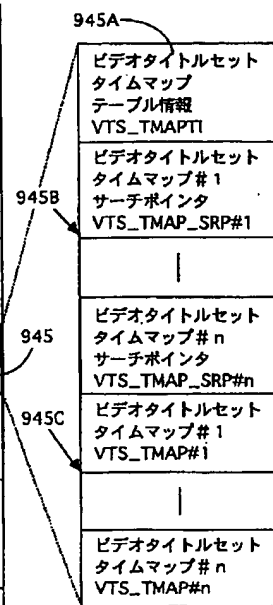 945A
ビデオタイトルセット
タイムマップ
テーブル情報
VTS_TMAPTI
945B
ビデオタイトルセット
タイムマップ#1
サーチポインタ
VTS_TMAP_SRP#1
945
ビデオタイトルセット
タイムマップ#n
サーチポインタ
VTS_TMAP_SRP#n
945C
ビデオタイトルセット
タイムマップ#1
VTS_TMAP#1
ビデオタイトルセット
タイムマップ#n
VTS_TMAP#n